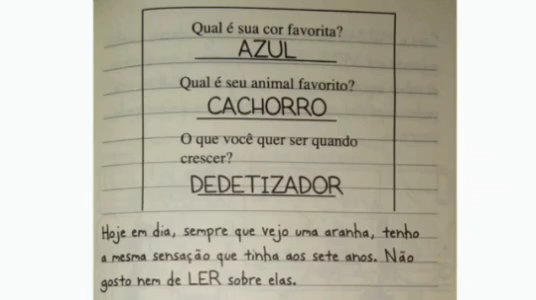 Qual é sua cor favorita?
AZUL
Qual é seu animal favorito?
CACHORRO
O que você quer ser quando
crescer?
DEDETIZADOR
Hoje em dia, sempre que vejo uma aranha, tenho
a mesma sensação que tinha aos sete anos. Não
gosto nem de LER sobre elas.